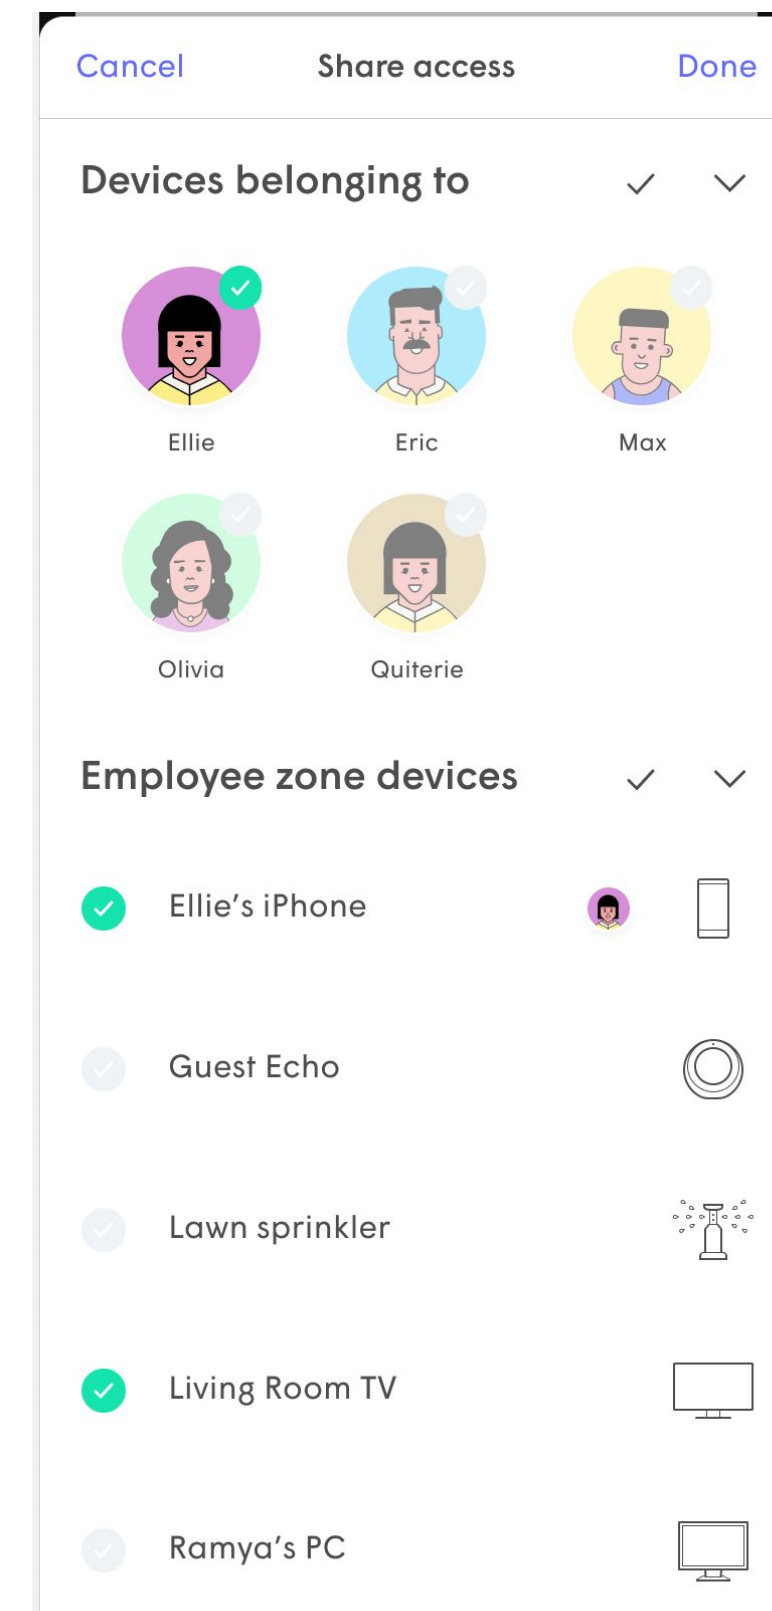 Cancel Share access Done
Devices belonging to
Ellie Eric Max
Olivia Quiterie
Employee zone devices
Ellie’s iPhone
Guest Echo
Lawn sprinkler
Living Room TV
Ramya’s PC